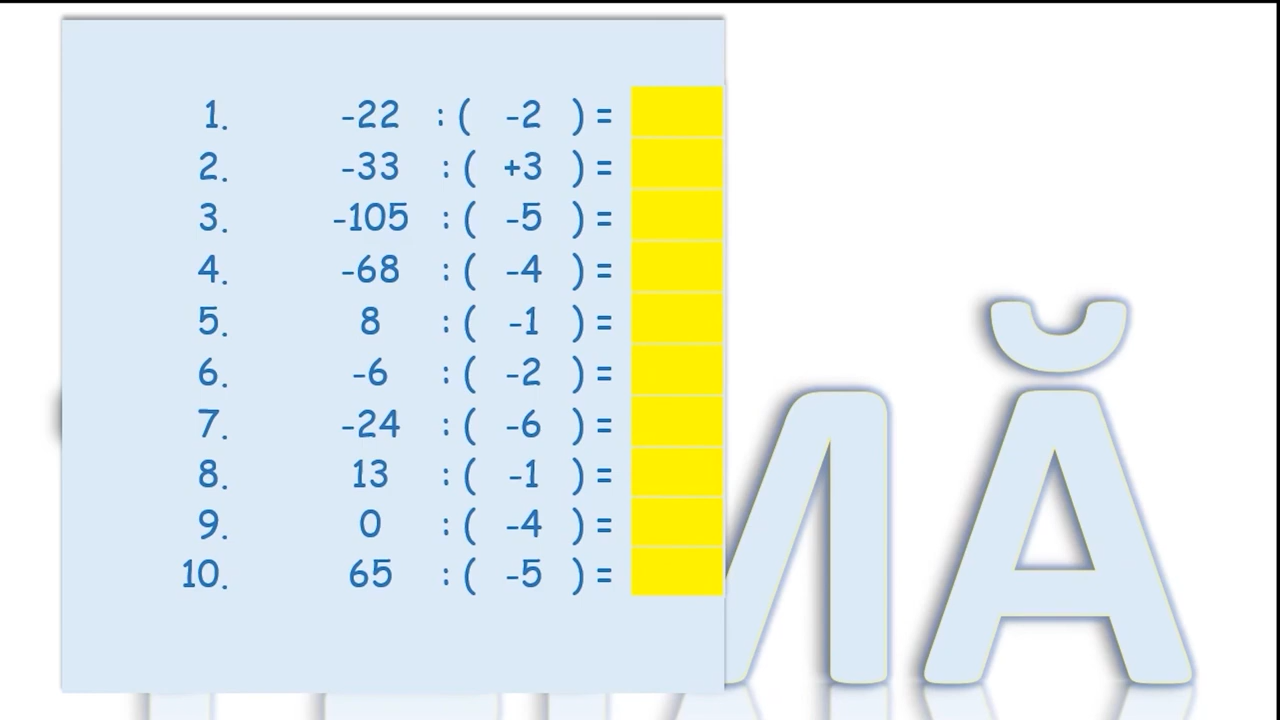 1. -22 : ( -2 ) =
2. -33 : ( +3 ) =
3. -105 : ( -5 ) =
4. -68 : ( -4 ) =
5. 8 : ( -1 ) =
6. -6 : ( -2 ) =
7. -24 : ( -6 ) =
8. 13 : ( -1 ) =
9. 0 : ( -4 ) =
10. 65 : ( -5 ) =